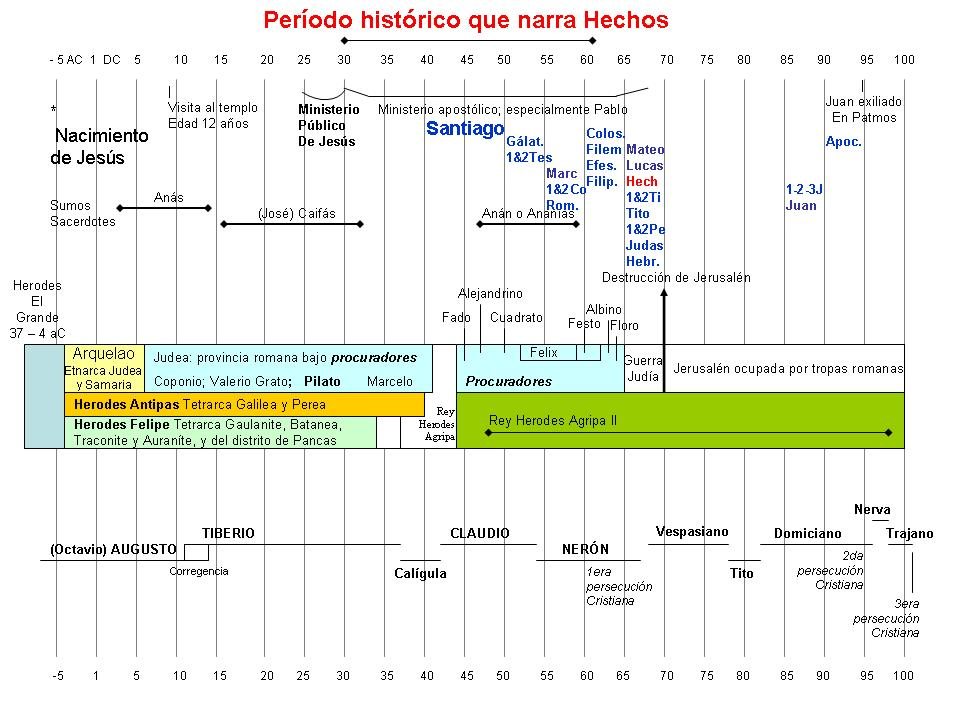 Período histórico que narra Hechos
- 5 AC 1 DC 5 10 15 20 25 30 35 40 45 50 55 60 65 70 75 80 85 90 95 100
*
Nacimiento
de Jesús
Visita al templo
Edad 12 años
Ministerio
Público
De Jesús
Ministerio apostólico; especialmente Pablo
Santiago
Gálat.
1&2Tes
Marc
1&2Co
Rom.
Colos.
Filem
Efes.
Filip.
Mateo
Lucas
Hech
1&2Ti
Tito
1&2Pe
Judas
Hebr.
Juan exiliado
En Patmos
Apoc.
1-2-3J
Juan
Sumos
Sacerdotes
Anás
(José) Caifás
Anán o Ananías
Destrucción de Jerusalén
Herodes
El
Grande
37 – 4 aC
Alejandrino
Fado
Cuadrato
Albino
Festo
Floro
Arquelao
Etnarca Judea
y Samaria
Judea: provincia romana bajo procuradores
Coponio; Valerio Grato; Pilato Marcelo
Felix
Procuradores
Guerra
Judía
Jerusalén ocupada por tropas romanas
Herodes Antipas Tetrarca Galilea y Perea
Herodes Felipe Tetrarca Gaulanite, Batanea,
Traconite y Auraníte, y del distrito de Pancas
Rey
Herodes
Agripa
Rey Herodes Agripa II
Nerva
TIBERIO
CLAUDIO
Vespasiano
Domiciano
Trajano
(Octavio) AUGUSTO
NERÓN
Corregencia
Calígula
1era
persecución
Cristiana
Tito
2da
persecución
Cristiana
3era
persecución
Cristiana
-5 1 5 10 15 20 25 30 35 40 45 50 55 60 65 70 75 80 85 90 95 100